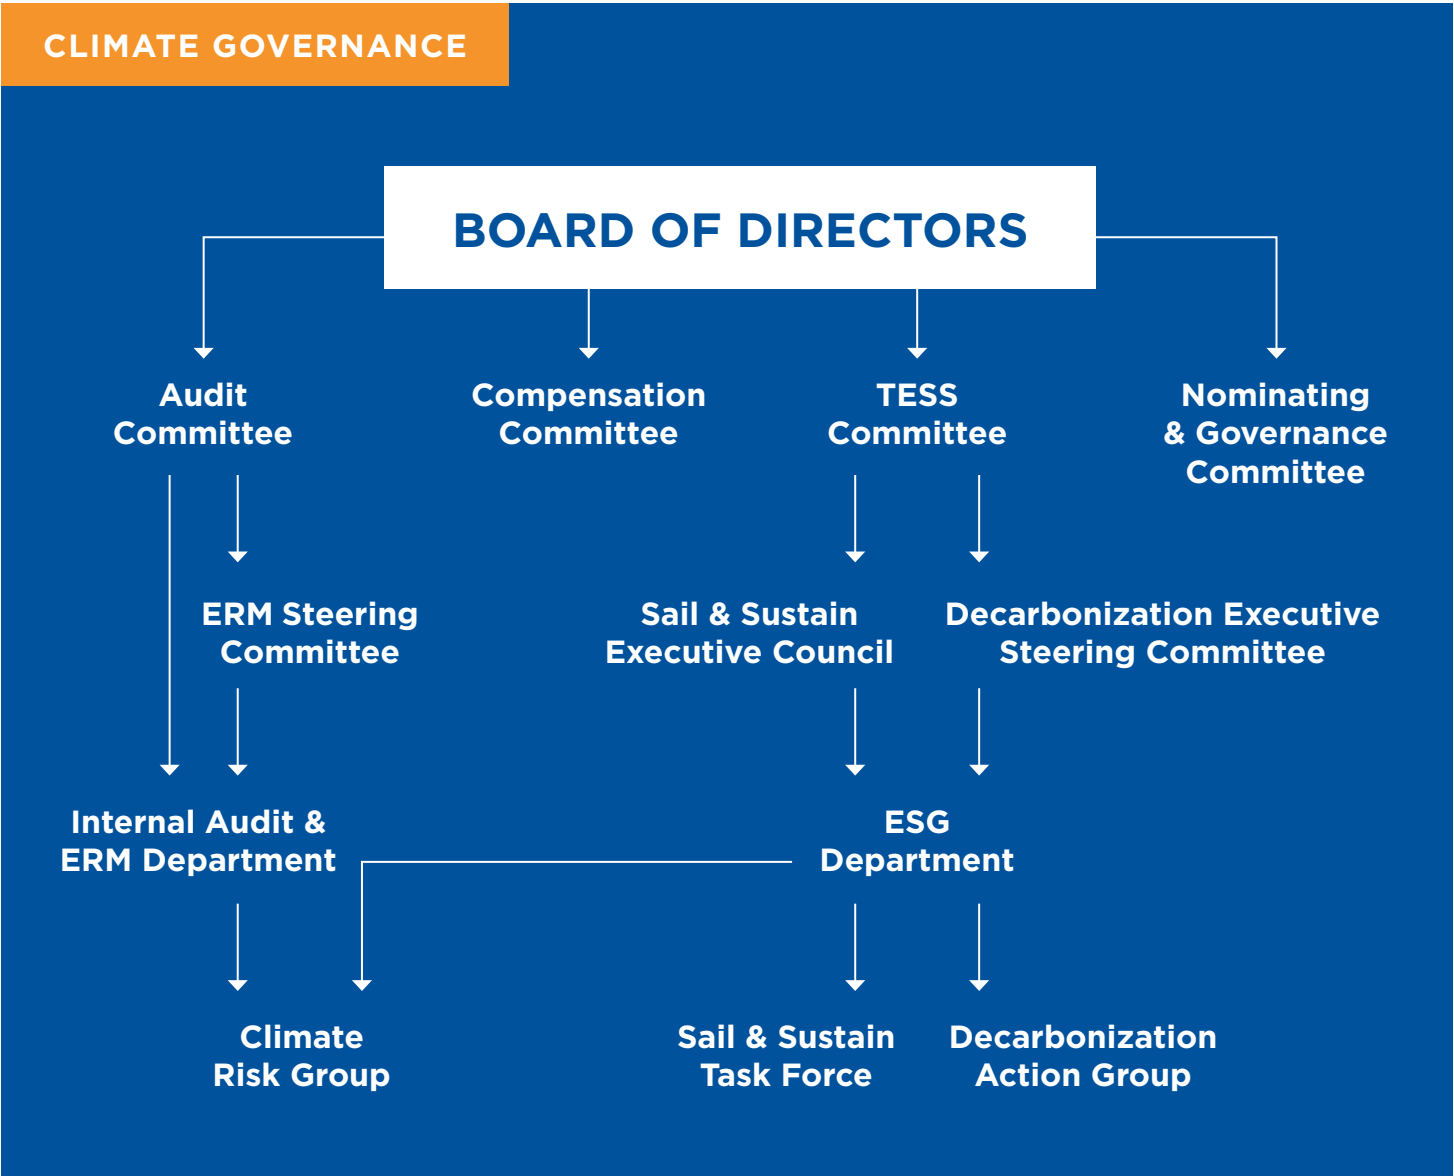 CLIMATE GOVERNANCE
BOARD OF DIRECTORS
Audit
Committee
Compensation
Committee
TESS
Committee
Nominating
& Governance
Committee
ERM Steering
Committee
Sail & Sustain
Executive Council
Decarbonization Executive
Steering Committee
Internal Audit &
ERM Department
ESG
Department
Climate
Risk Group
Sail & Sustain
Task Force
Decarbonization
Action Group